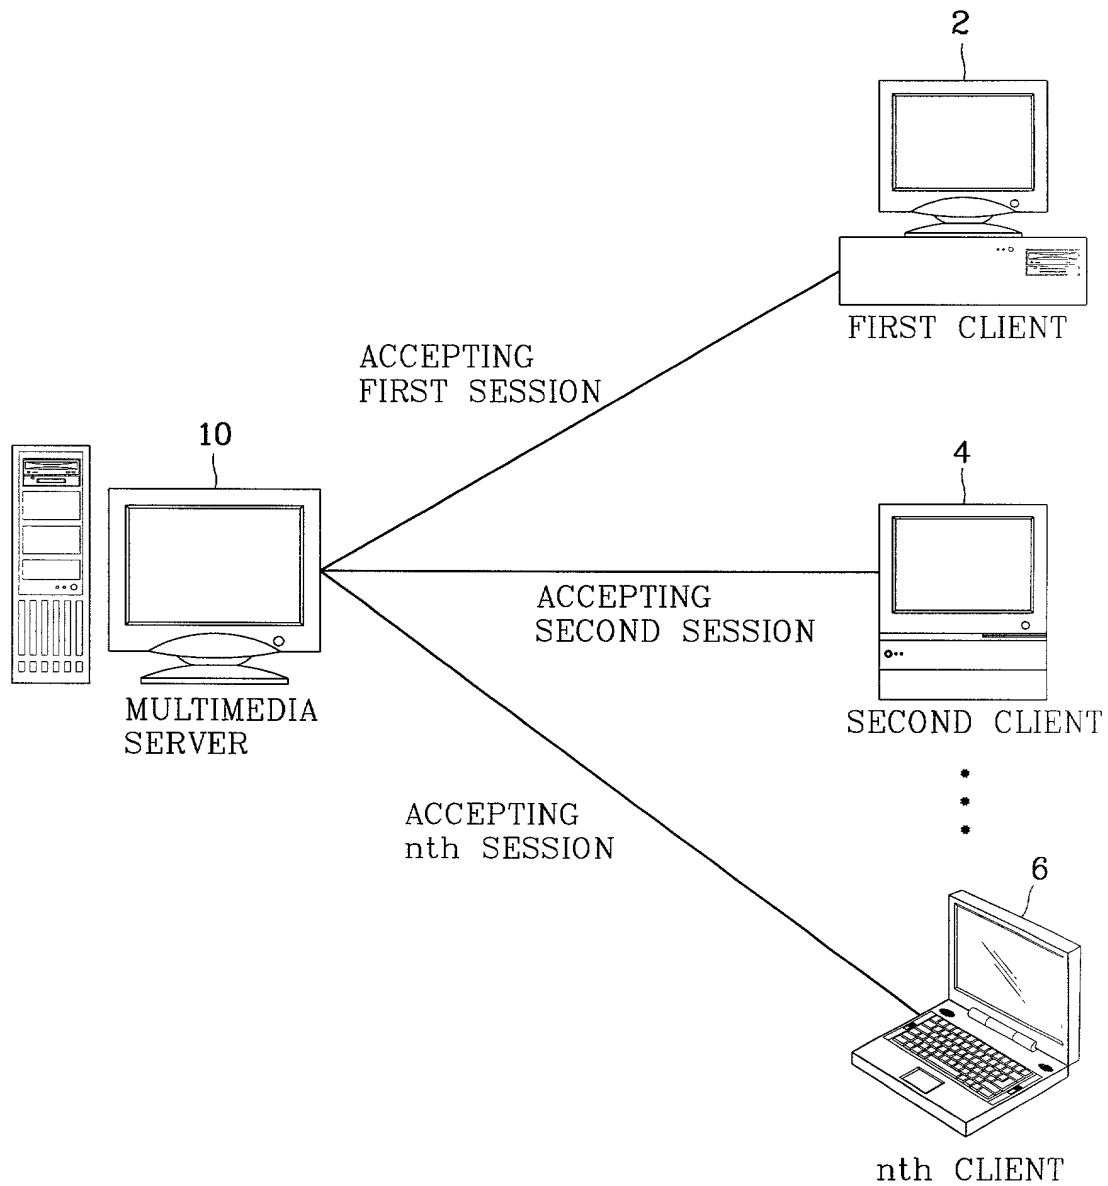 2
FIRST CLIENT
ACCEPTING
FIRST SESSION
10
MULTIMEDIA
SERVER
4
ACCEPTING
SECOND SESSION
SECOND CLIENT
ACCEPTING
nth SESSION
6
nth CLIENT